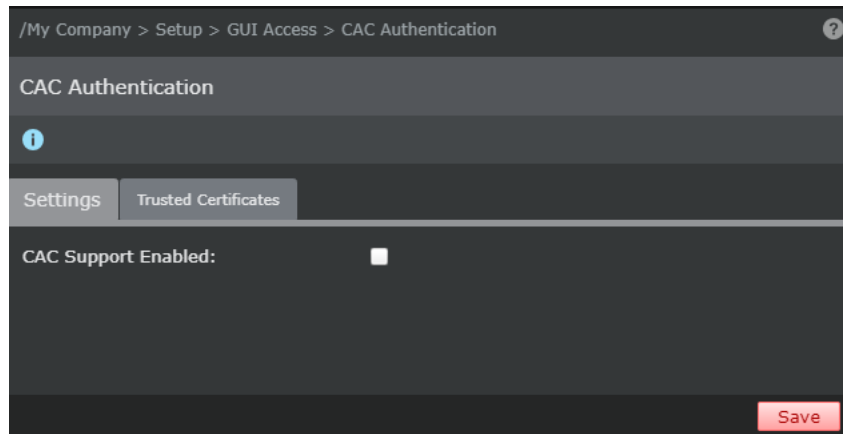 /My Company > Setup > GUI Access > CAC Authentication
?
CAC Authentication
i
Settings
Trusted Certificates
CAC Support Enabled:
Save